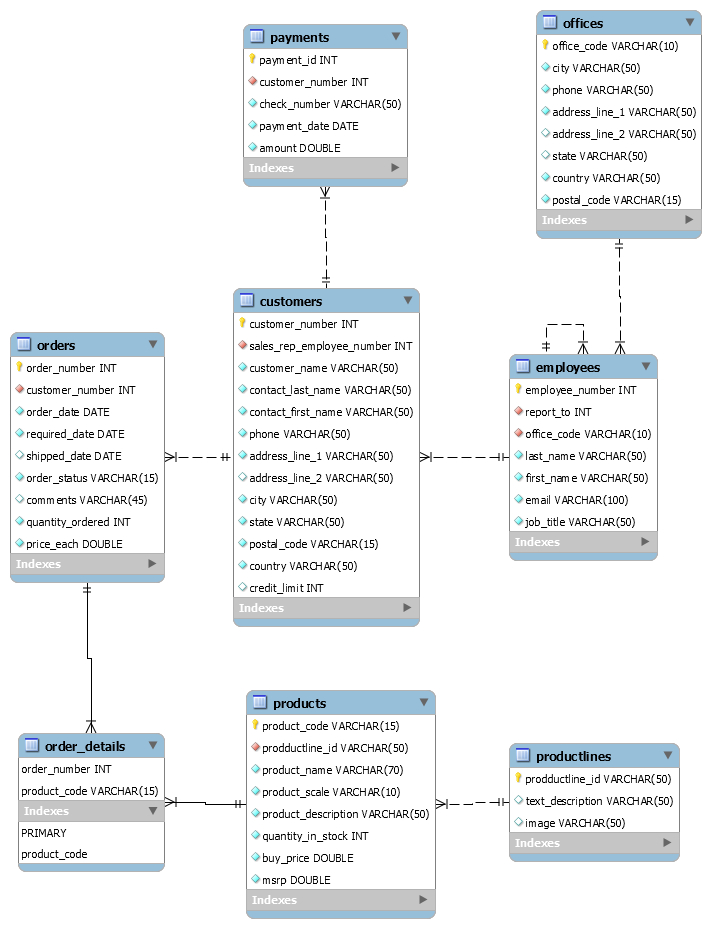 payments
payment_id INT
customer_number INT
check_number VARCHAR(50)
payment_date DATE
amount DOUBLE
Indexes
offices
office_code VARCHAR(10)
city VARCHAR(50)
phone VARCHAR(50)
address_line_1 VARCHAR(50)
address_line_2 VARCHAR(50)
state VARCHAR(50)
country VARCHAR(50)
postal_code VARCHAR(15)
Indexes
orders
order_number INT
customer_number INT
order_date DATE
required_date DATE
shipped_date DATE
order_status VARCHAR(15)
comments VARCHAR(45)
quantity_ordered INT
price_each DOUBLE
Indexes
customers
customer_number INT
sales_rep_employee_number INT
customer_name VARCHAR(50)
contact_last_name VARCHAR(50)
contact_first_name VARCHAR(50)
phone VARCHAR(50)
address_line_1 VARCHAR(50)
address_line_2 VARCHAR(50)
city VARCHAR(50)
state VARCHAR(50)
postal_code VARCHAR(15)
country VARCHAR(50)
credit_limit INT
Indexes
employees
employee_number INT
report_to INT
office_code VARCHAR(10)
last_name VARCHAR(50)
first_name VARCHAR(50)
email VARCHAR(100)
job_title VARCHAR(50)
Indexes
order_details
order_number INT
product_code VARCHAR(15)
Indexes
PRIMARY
product_code
products
product_code VARCHAR(15)
prodductline_id VARCHAR(50)
product_name VARCHAR(70)
product_scale VARCHAR(10)
product_description VARCHAR(50)
quantity_in_stock INT
buy_price DOUBLE
msrp DOUBLE
Indexes
productlines
prodductline_id VARCHAR(50)
text_description VARCHAR(50)
image VARCHAR(50)
Indexes